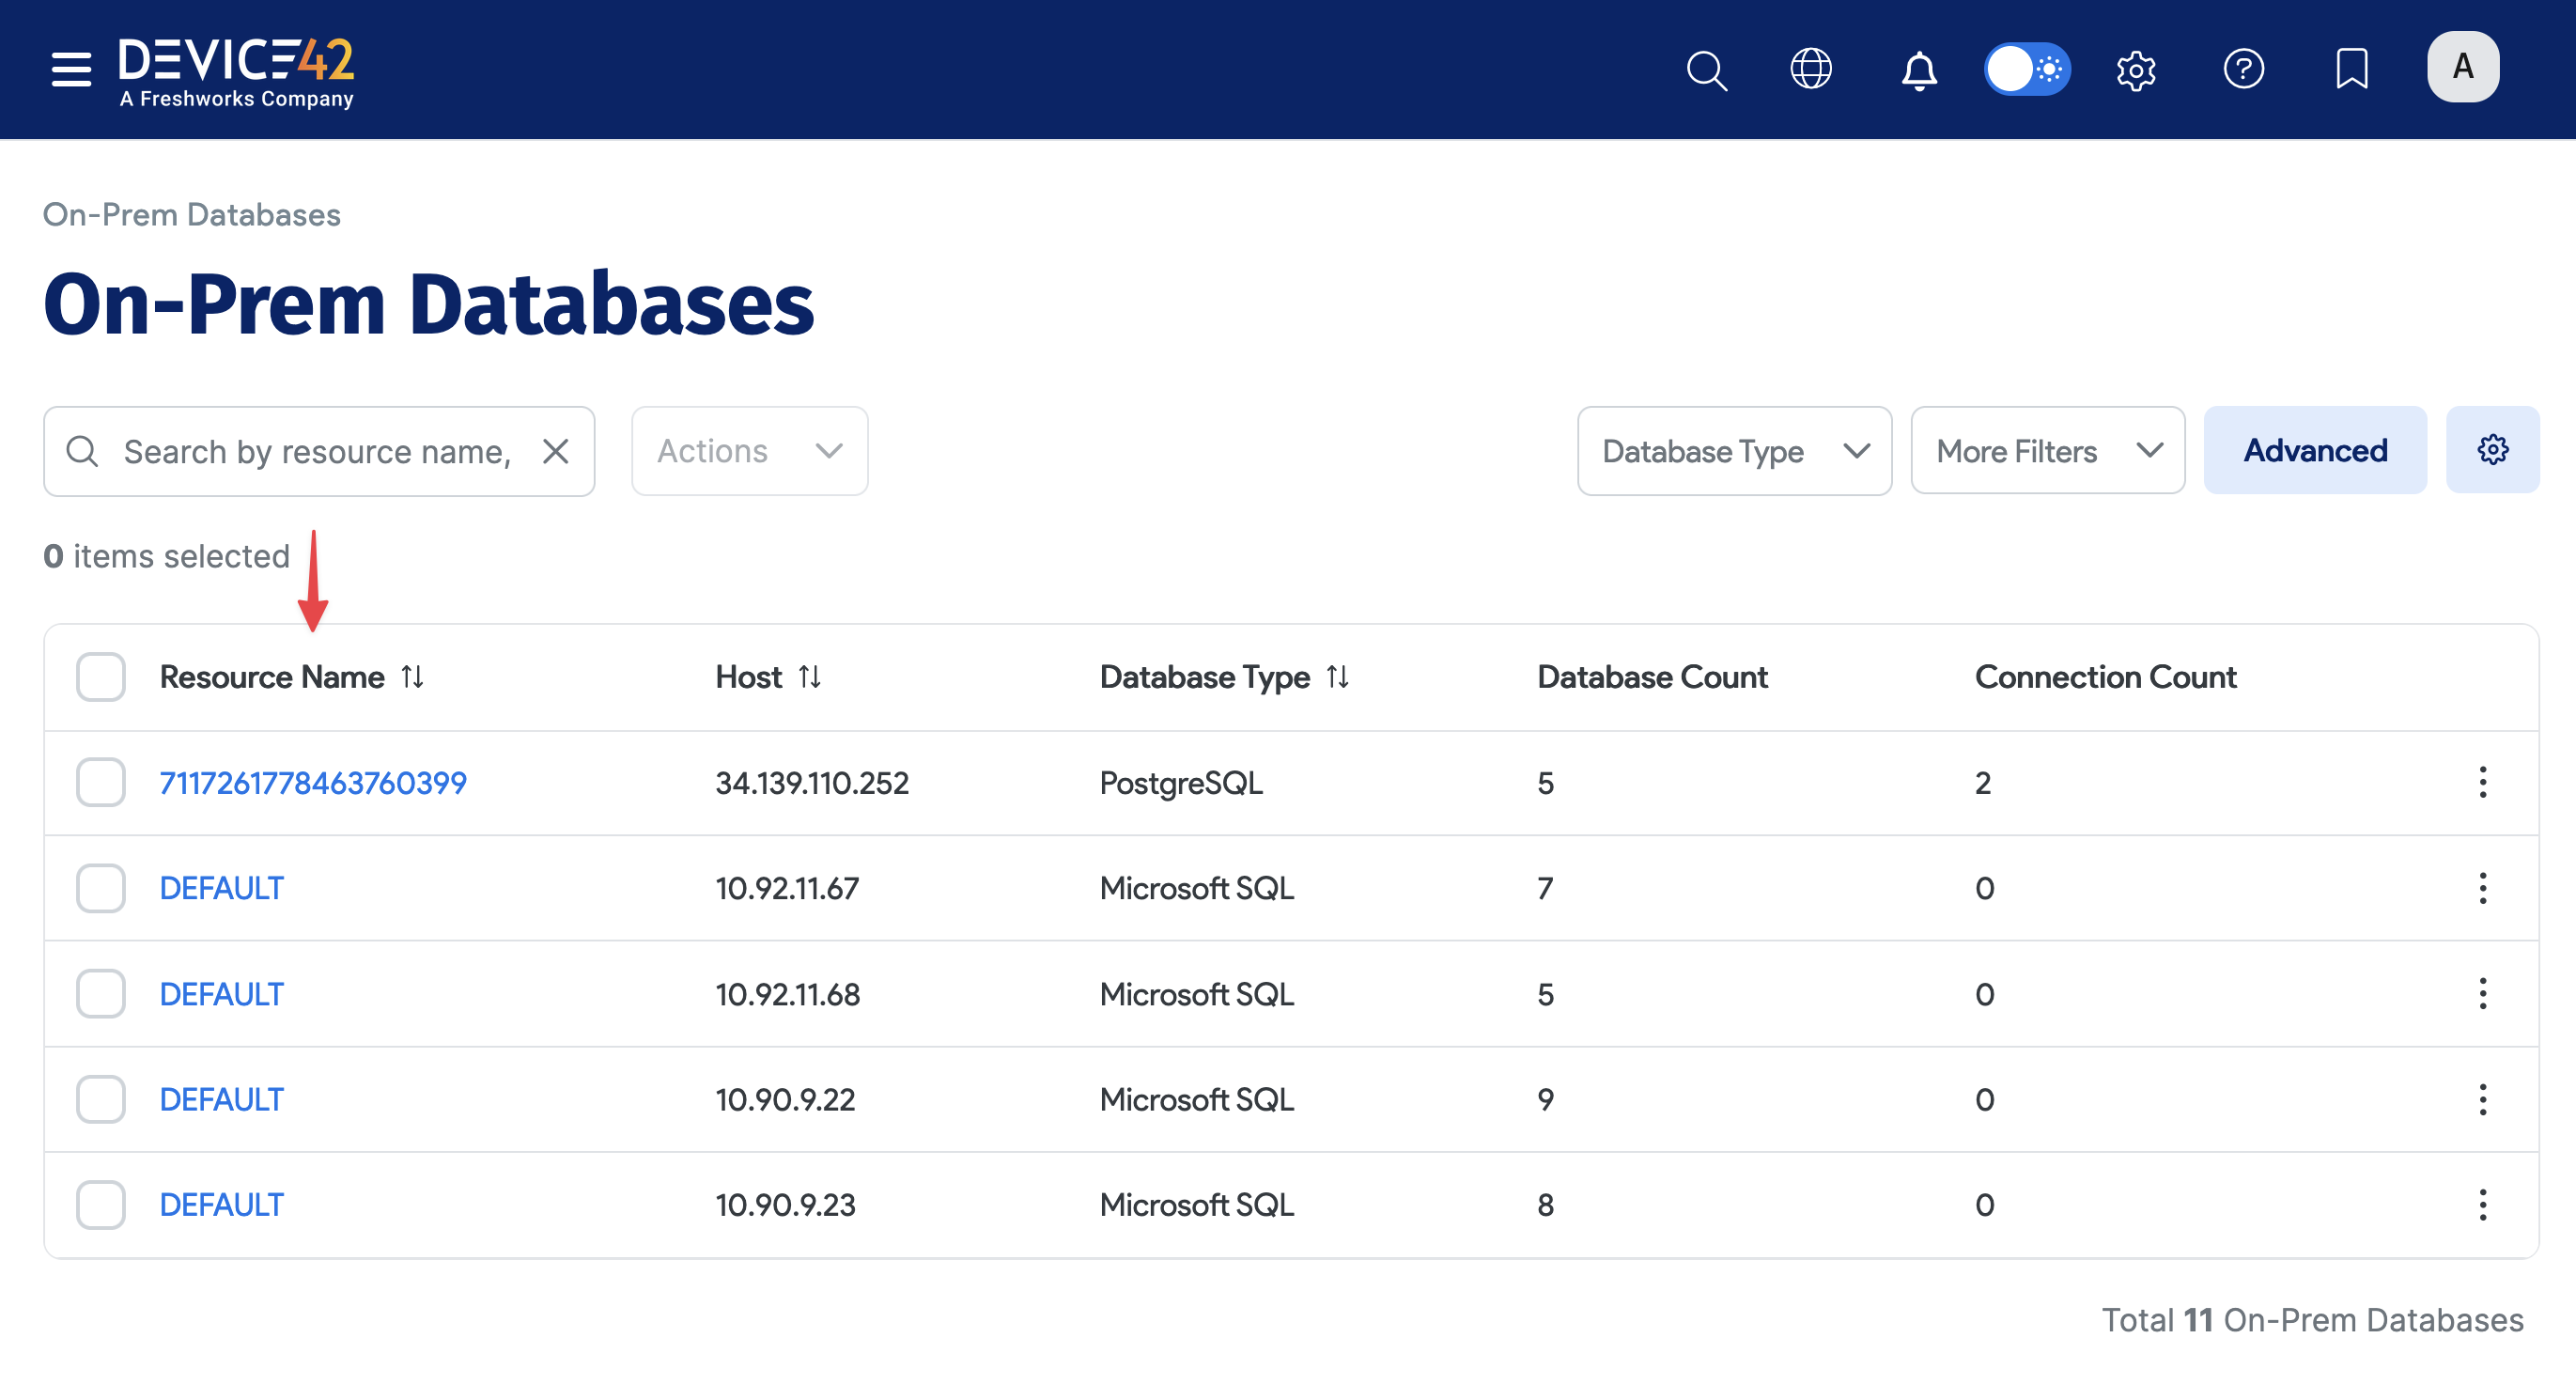 DEVICE42
A Freshworks Company
A
On-Prem Databases
On-Prem Databases
Search by resource name,
Actions
Database Type
More Filters
Advanced
0 items selected
Resource Name Host Database Type Database Count Connection Count
7117261778463760399 34.139.110.252 PostgreSQL 5 2
DEFAULT 10.92.11.67 Microsoft SQL 7 0
DEFAULT 10.92.11.68 Microsoft SQL 5 0
DEFAULT 10.90.9.22 Microsoft SQL 9 0
DEFAULT 10.90.9.23 Microsoft SQL 8 0
Total 11 On-Prem Databases